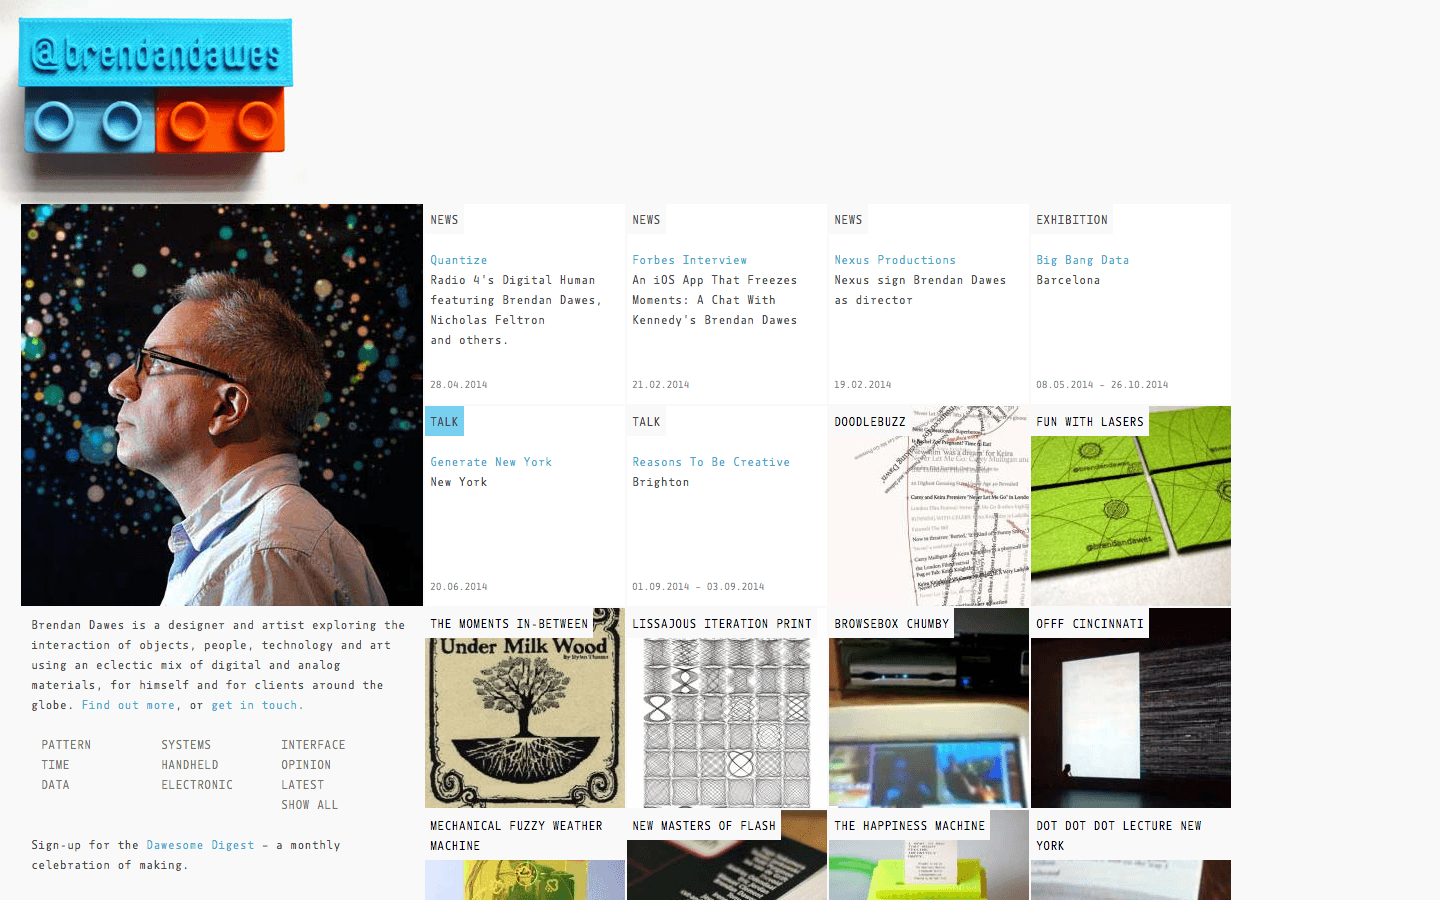 @brendandawes
NEWS
Quantize
Radio 4's Digital Human
featuring Brendan Dawes,
Nicholas Feltron
and others.
28.04.2014
NEWS
Forbes Interview
An iOS App That Freezes
Moments: A Chat With
Kennedy's Brendan Dawes
21.02.2014
NEWS
Nexus Productions
Nexus sign Brendan Dawes
as director
19.02.2014
EXHIBITION
Big Bang Data
Barcelona
08.05.2014 – 26.10.2014
TALK
Generate New York
New York
20.06.2014
TALK
Reasons To Be Creative
Brighton
01.09.2014 – 03.09.2014
DOODLEBUZZ
FUN WITH LASERS
@brendandawes
@brendandawes
Brendan Dawes is a designer and artist exploring the
interaction of objects, people, technology and art
using an eclectic mix of digital and analog
materials, for himself and for clients around the
globe. Find out more, or get in touch.
PATTERN
TIME
DATA
SYSTEMS
HANDHELD
ELECTRONIC
INTERFACE
OPINION
LATEST
SHOW ALL
Sign-up for the Dawesome Digest – a monthly
celebration of making.
THE MOMENTS IN-BETWEEN
Under Milk Wood
By Dylan Thomas
LISSAJOUS ITERATION PRINT
BROWSEBOX CHUMBY
OFFF CINCINNATI
MECHANICAL FUZZY WEATHER
MACHINE
NEW MASTERS OF FLASH
THE HAPPINESS MACHINE
DOT DOT DOT LECTURE NEW
YORK